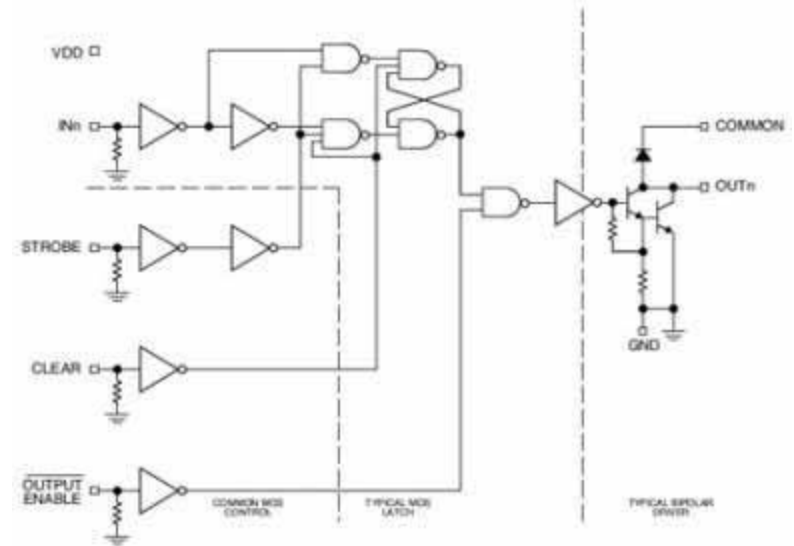 VDD
INn
COMMON
OUTn
STROBE
GND
CLEAR
OUTPUT
ENABLE
COMMON MOS
CONTROL
TYPICAL MOS
LATCH
TYPICAL BIPOLAR
DRIVER